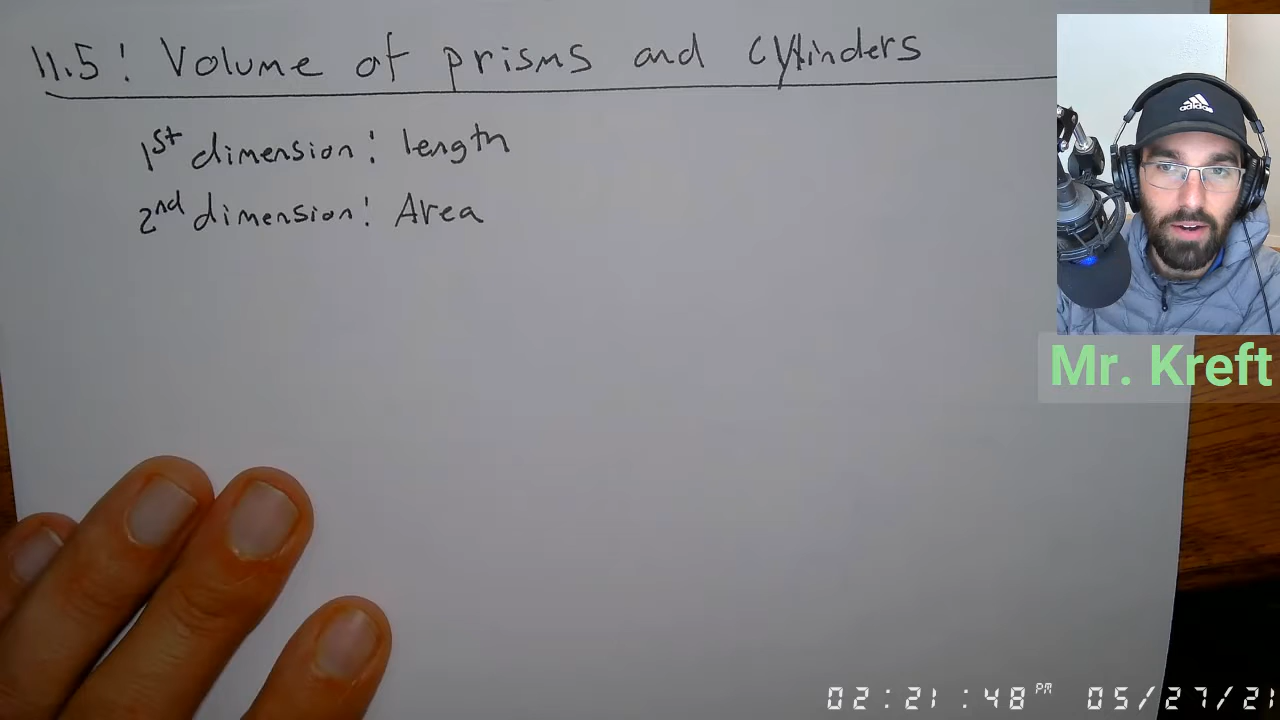 11.5: Volume of prisms and cylinders
1st dimension: length
2nd dimension: Area
adidas
Mr. Kreft
02:21:48 PM 05/27/21